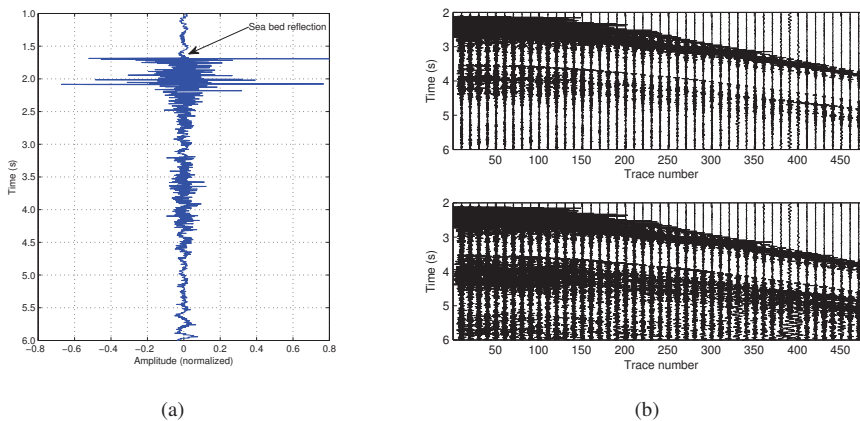 1.0
1.5
2.0
2.5
3.0
3.5
4.0
4.5
5.0
5.5
6.0
Time (s)
−0.8 −0.6 −0.4 −0.2 0 0.2 0.4 0.6 0.8
Amplitude (normalized)
Sea bed reflection
(a)
2
3
4
5
6
Time (s)
50 100 150 200 250 300 350 400 450
Trace number
2
3
4
5
6
Time (s)
50 100 150 200 250 300 350 400 450
Trace number
(b)